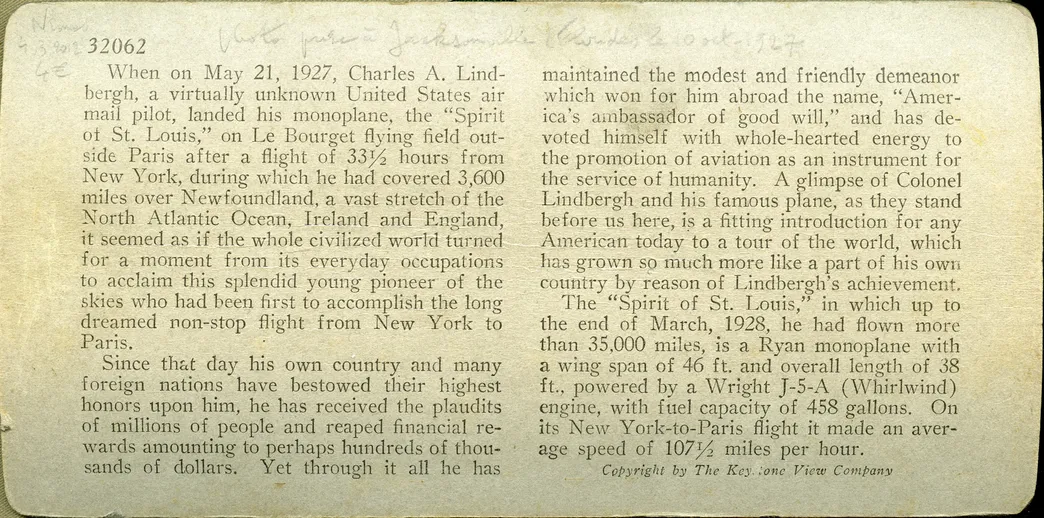 photo prise à Jacksonville (Floride) le 10 oct. 1927
32062
4 E
When on May 21, 1927, Charles A. Lind-
bergh, a virtually unknown United States air
mail pilot, landed his monoplane, the “Spirit
of St. Louis,” on Le Bourget flying field out-
side Paris after a flight of 33½ hours from
New York, during which he had covered 3,600
miles over Newfoundland, a vast stretch of the
North Atlantic Ocean, Ireland and England,
it seemed as if the whole civilized world turned
for a moment from its everyday occupations
to acclaim this splendid young pioneer of the
skies who had been first to accomplish the long
dreamed non-stop flight from New York to
Paris.
Since that day his own country and many
foreign nations have bestowed their highest
honors upon him, he has received the plaudits
of millions of people and reaped financial re-
wards amounting to perhaps hundreds of thou-
sands of dollars. Yet through it all he has
maintained the modest and friendly demeanor
which won for him abroad the name, “Amer-
ica’s ambassador of good will,” and has de-
voted himself with whole-hearted energy to
the promotion of aviation as an instrument for
the service of humanity. A glimpse of Colonel
Lindbergh and his famous plane, as they stand
before us here, is a fitting introduction for any
American today to a tour of the world, which
has grown so much more like a part of his own
country by reason of Lindbergh’s achievement.
The “Spirit of St. Louis,” in which up to
the end of March, 1928, he had flown more
than 35,000 miles, is a Ryan monoplane with
a wing span of 46 ft. and overall length of 38
ft., powered by a Wright J-5-A (Whirlwind)
engine, with fuel capacity of 458 gallons. On
its New York-to-Paris flight it made an aver-
age speed of 107½ miles per hour.
Copyright by The Keystone View Company